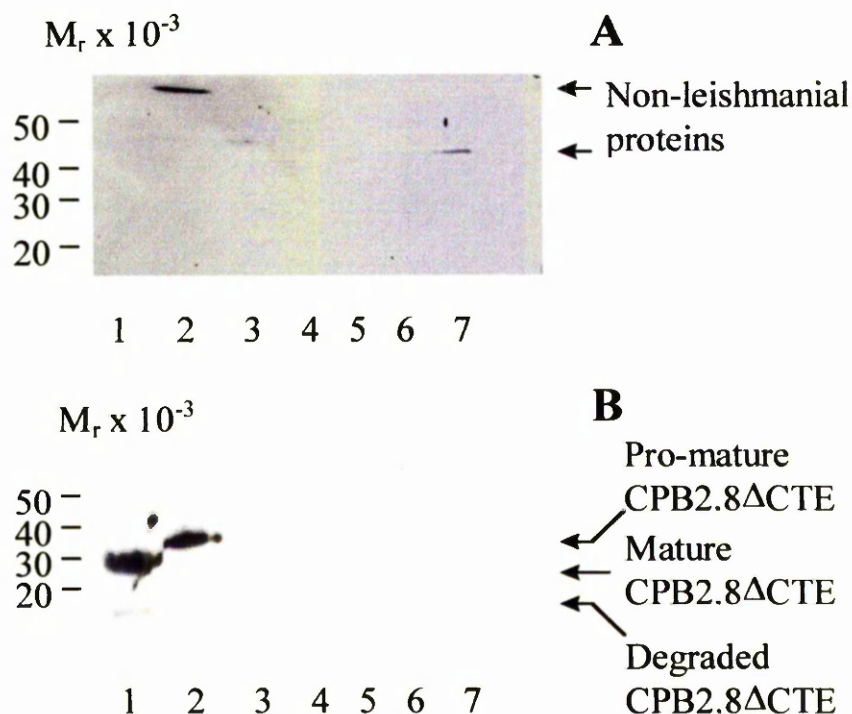 Mᵣ x 10⁻³
A
Non-leishmanial
proteins
50
40
30
20
1 2 3 4 5 6 7
Mᵣ x 10⁻³
B
Pro-mature
CPB2.8ΔCTE
Mature
CPB2.8ΔCTE
Degraded
CPB2.8ΔCTE
50
40
30
20
1 2 3 4 5 6 7